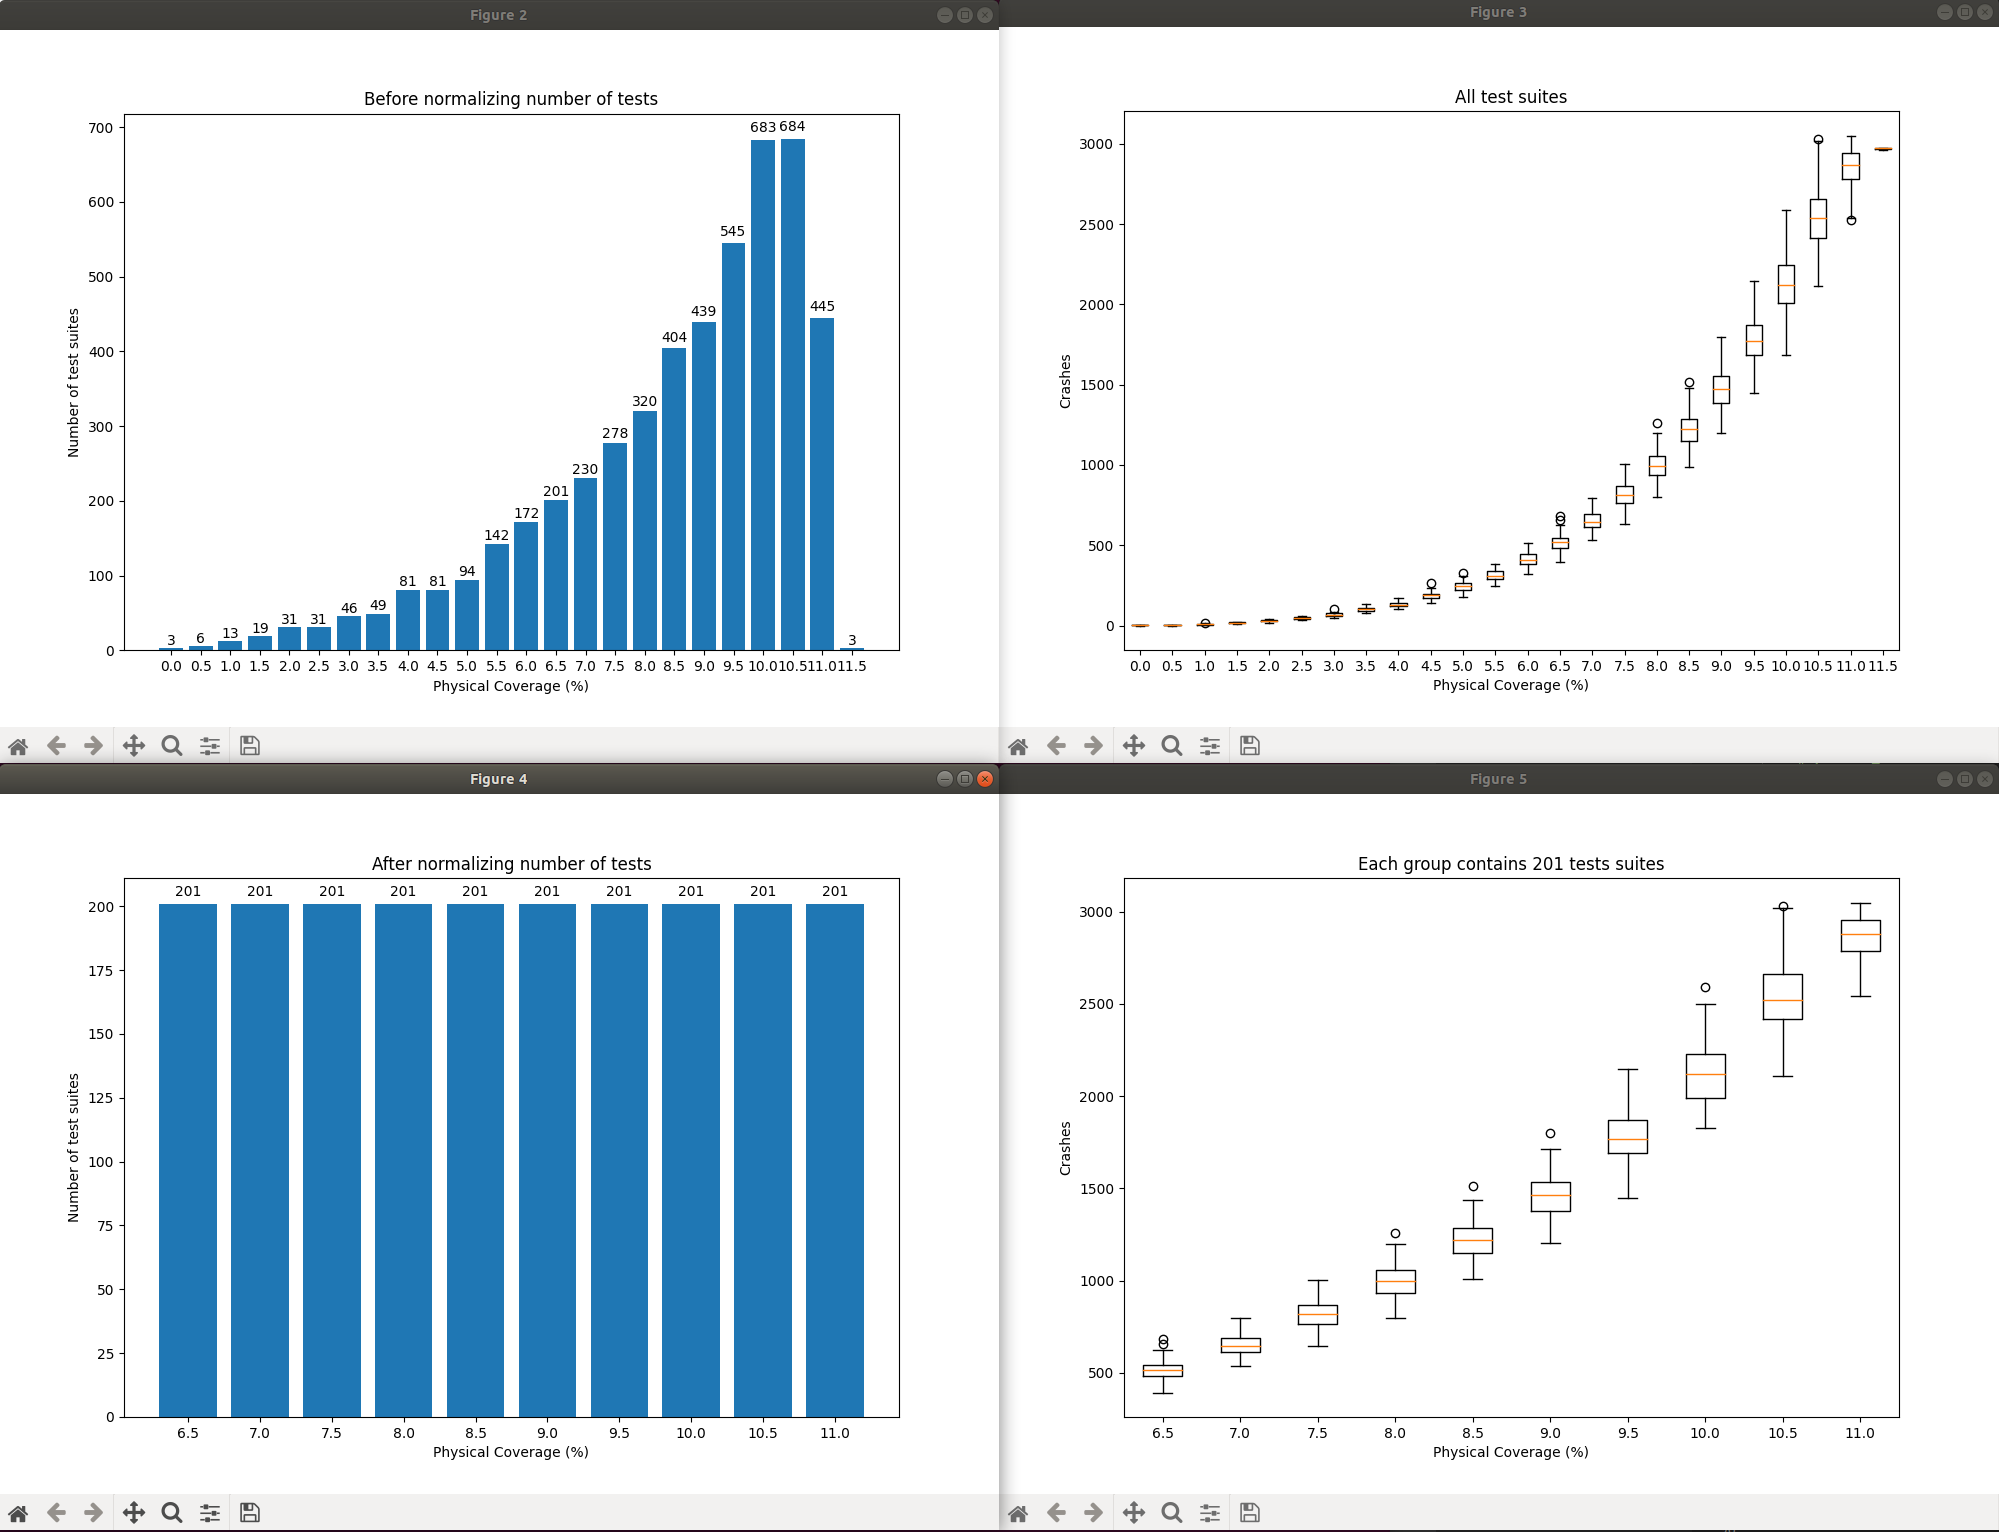 Figure 2
Before normalizing number of tests
Number of test suites
700
600
500
400
300
200
100
0
3 6 13 19 31 31 46 49 81 81 94 142 172 201 230 278 320 404 439 545 683 684 445 3
0.0 0.5 1.0 1.5 2.0 2.5 3.0 3.5 4.0 4.5 5.0 5.5 6.0 6.5 7.0 7.5 8.0 8.5 9.0 9.5 10.0 10.5 11.0 11.5
Physical Coverage (%)
Figure 3
All test suites
Crashes
3000
2500
2000
1500
1000
500
0
0.0 0.5 1.0 1.5 2.0 2.5 3.0 3.5 4.0 4.5 5.0 5.5 6.0 6.5 7.0 7.5 8.0 8.5 9.0 9.5 10.0 10.5 11.0 11.5
Physical Coverage (%)
Figure 4
After normalizing number of tests
Number of test suites
201 201 201 201 201 201 201 201 201 201
200
175
150
125
100
75
50
25
0
6.5 7.0 7.5 8.0 8.5 9.0 9.5 10.0 10.5 11.0
Physical Coverage (%)
Figure 5
Each group contains 201 tests suites
Crashes
3000
2500
2000
1500
1000
500
6.5 7.0 7.5 8.0 8.5 9.0 9.5 10.0 10.5 11.0
Physical Coverage (%)